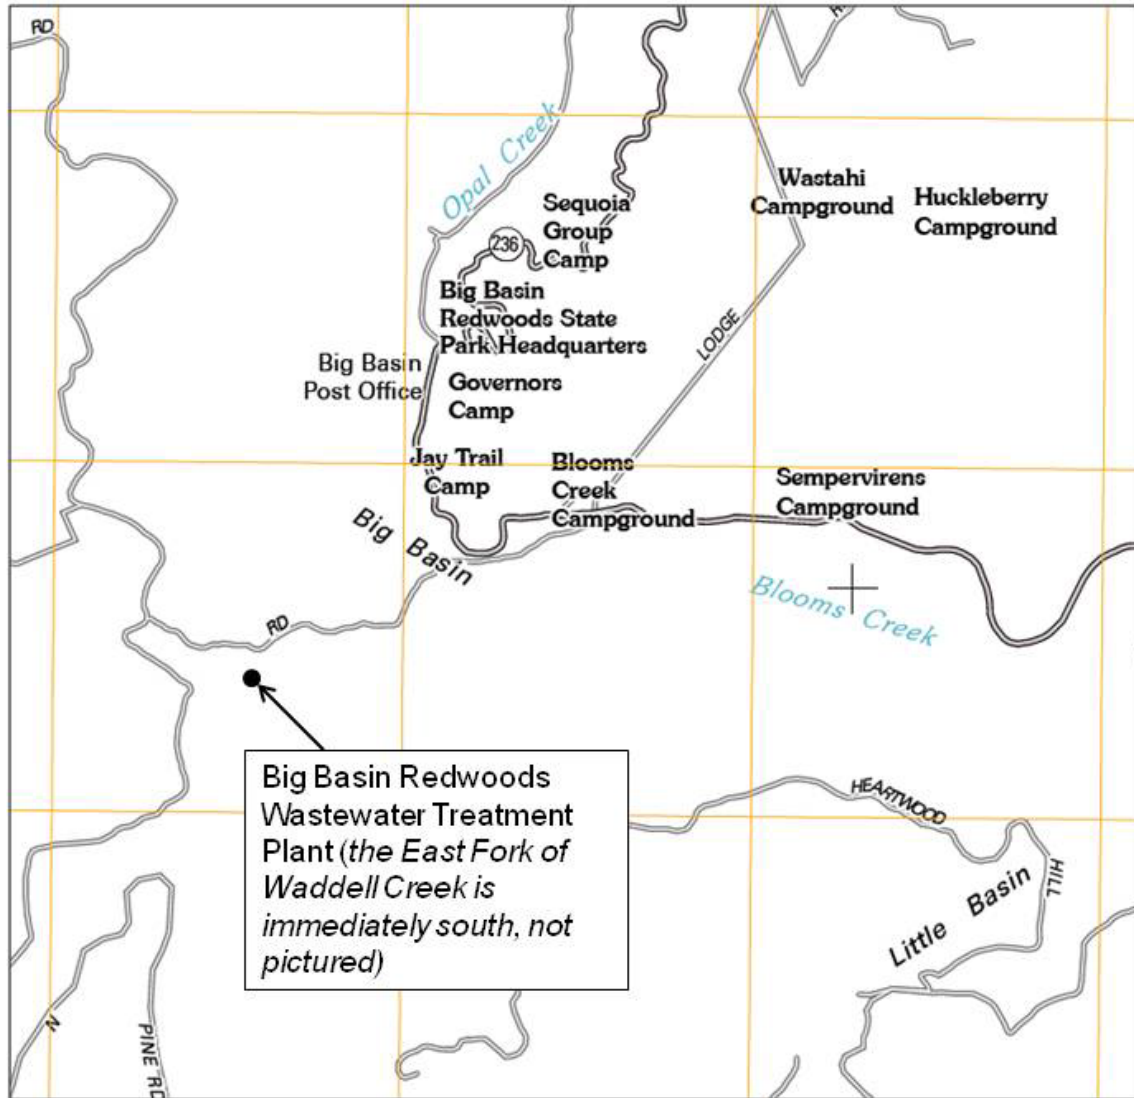 RD
Opal Creek
Wastahi
Campground
Huckleberry
Campground
Sequoia
Group
Camp
236
Big Basin
Redwoods State
Park Headquarters
LODGE
Big Basin
Post Office
Governors
Camp
Jay Trail
Camp
Blooms
Creek
Campground
Sempervirens
Campground
Big Basin
Blooms Creek
RD
Big Basin Redwoods
Wastewater Treatment
Plant (the East Fork of
Waddell Creek is
immediately south, not
pictured)
HEARTWOOD
HILL
Little Basin
N
PINE RD